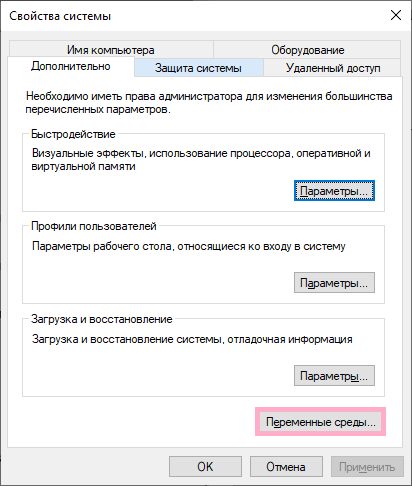 Свойства системы
Имя компьютера
Оборудование
Дополнительно
Защита системы
Удаленный доступ
Необходимо иметь права администратора для изменения большинства
перечисленных параметров.
Быстродействие
Визуальные эффекты, использование процессора, оперативной и
виртуальной памяти
Параметры...
Профили пользователей
Параметры рабочего стола, относящиеся ко входу в систему
Параметры...
Загрузка и восстановление
Загрузка и восстановление системы, отладочная информация
Параметры...
Переменные среды...
ОК
Отмена
Применить